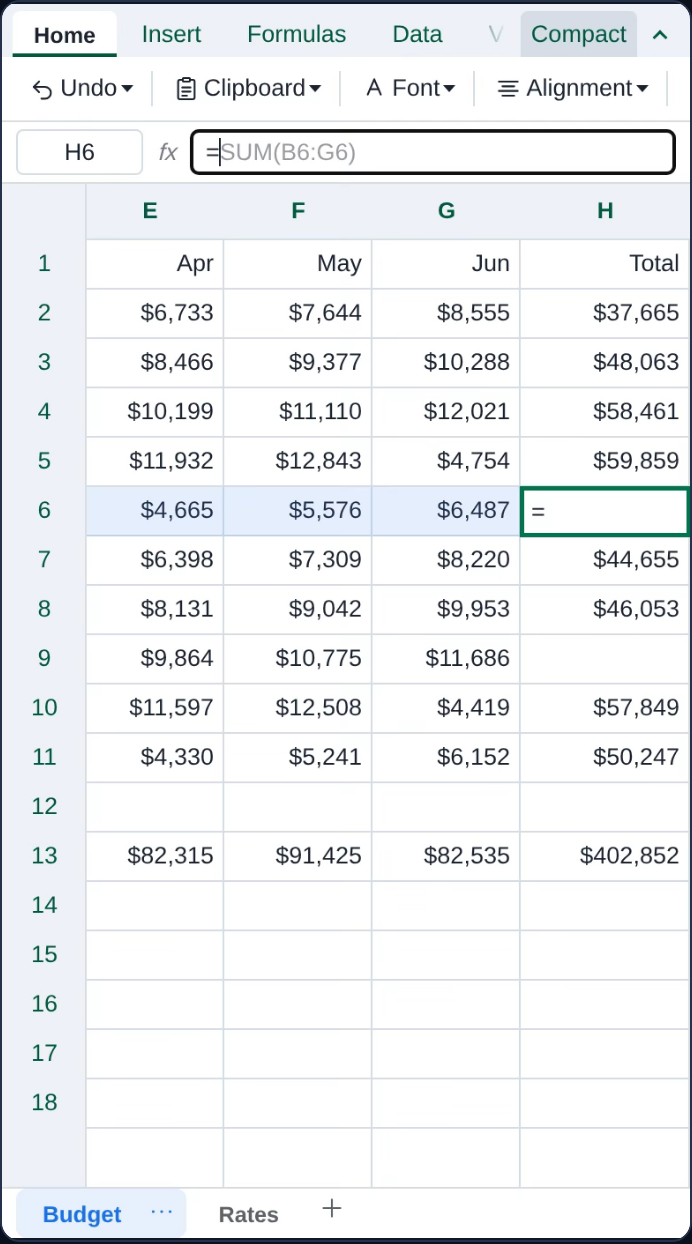 Home Insert Formulas Data V Compact
Undo Clipboard A Font Alignment
H6 fx =SUM(B6:G6)
E F G H
1 Apr May Jun Total
2 $6,733 $7,644 $8,555 $37,665
3 $8,466 $9,377 $10,288 $48,063
4 $10,199 $11,110 $12,021 $58,461
5 $11,932 $12,843 $4,754 $59,859
6 $4,665 $5,576 $6,487 =
7 $6,398 $7,309 $8,220 $44,655
8 $8,131 $9,042 $9,953 $46,053
9 $9,864 $10,775 $11,686
10 $11,597 $12,508 $4,419 $57,849
11 $4,330 $5,241 $6,152 $50,247
12
13 $82,315 $91,425 $82,535 $402,852
14
15
16
17
18
Budget ... Rates +